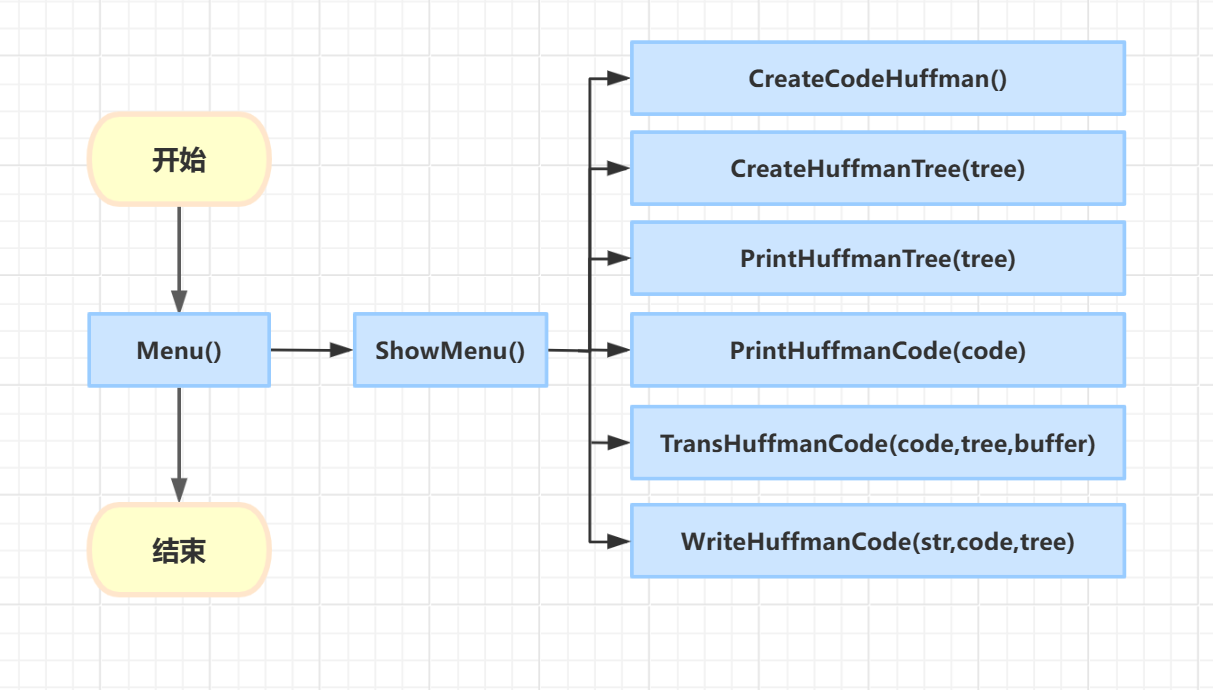 开始
Menu()
结束
ShowMenu()
CreateCodeHuffman()
CreateHuffmanTree(tree)
PrintHuffmanTree(tree)
PrintHuffmanCode(code)
TransHuffmanCode(code,tree,buffer)
WriteHuffmanCode(str,code,tree)